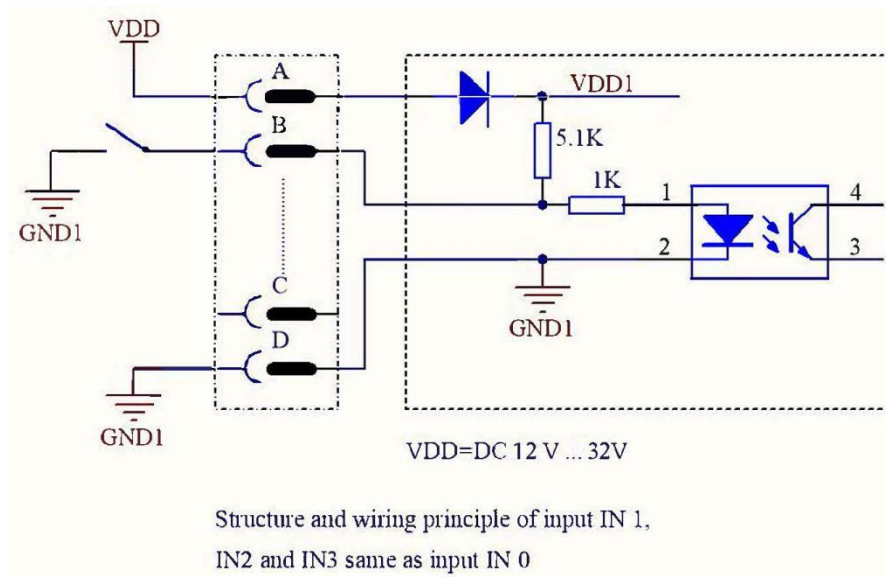 VDD
A
VDD1
B
5.1K
1K
1
4
GND1
2
3
C
GND1
D
GND1
VDD=DC 12 V ... 32V
Structure and wiring principle of input IN 1,
IN2 and IN3 same as input IN 0